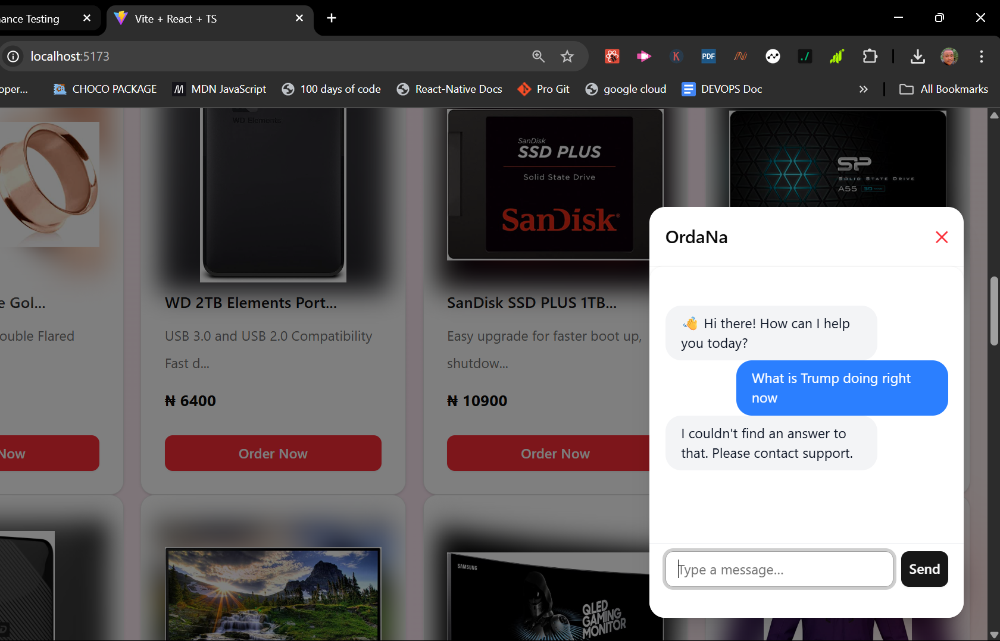 ance Testing
Vite + React + TS
localhost:5173
PDF
oper...
CHOCO PACKAGE
MDN JavaScript
100 days of code
React-Native Docs
Pro Git
google cloud
DEVOPS Doc
All Bookmarks
WD Elements
SanDisk
SSD PLUS
Solid State Drive
SanDisk
SP
SOLID STATE DRIVE
A55
e Gol...
ouble Flared
Now
WD 2TB Elements Port...
USB 3.0 and USB 2.0 Compatibility
Fast d...
₦ 6400
Order Now
SanDisk SSD PLUS 1TB...
Easy upgrade for faster boot up,
shutdow...
₦ 10900
Order Now
SAMSUNG
QLED
GAMING
MONITOR
OrdaNa
👋 Hi there! How can I help
you today?
What is Trump doing right
now
I couldn't find an answer to
that. Please contact support.
Type a message...
Send